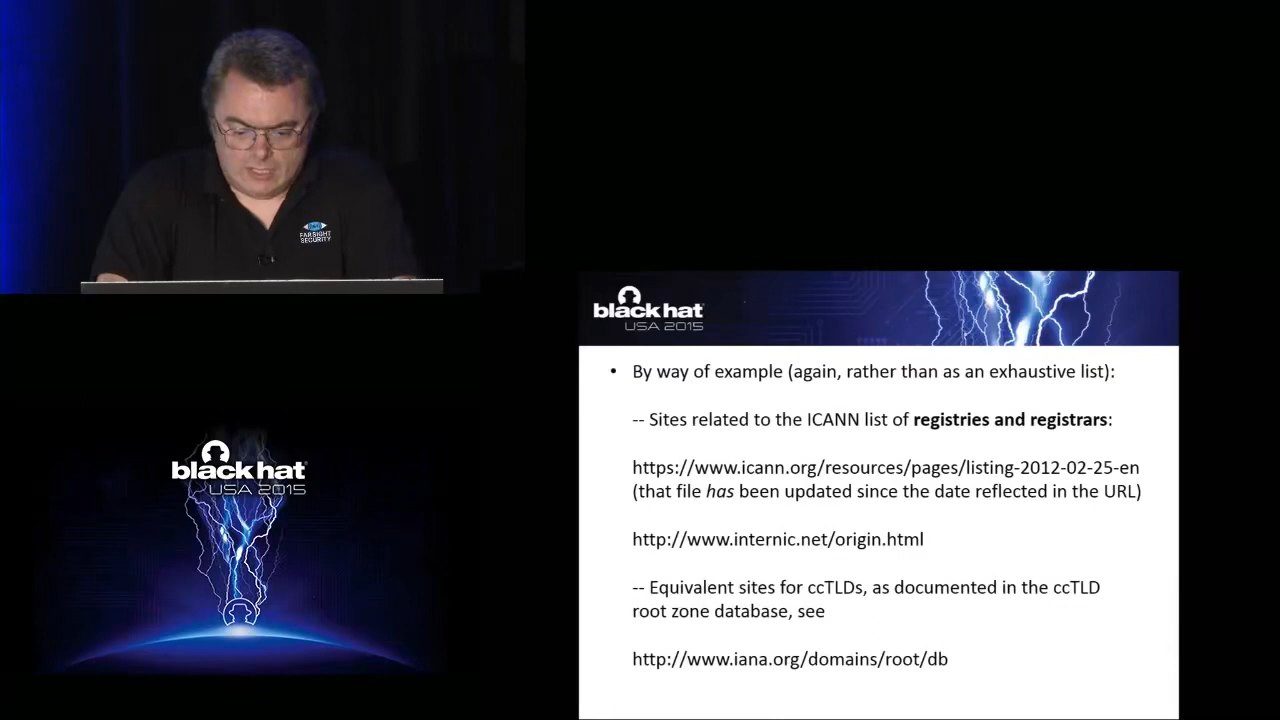 FARSIGHT
SECURITY
black hat
USA 2015
black hat
USA 2015
• By way of example (again, rather than as an exhaustive list):
-- Sites related to the ICANN list of registries and registrars:
https://www.icann.org/resources/pages/listing-2012-02-25-en
(that file has been updated since the date reflected in the URL)
http://www.internic.net/origin.html
-- Equivalent sites for ccTLDs, as documented in the ccTLD
root zone database, see
http://www.iana.org/domains/root/db